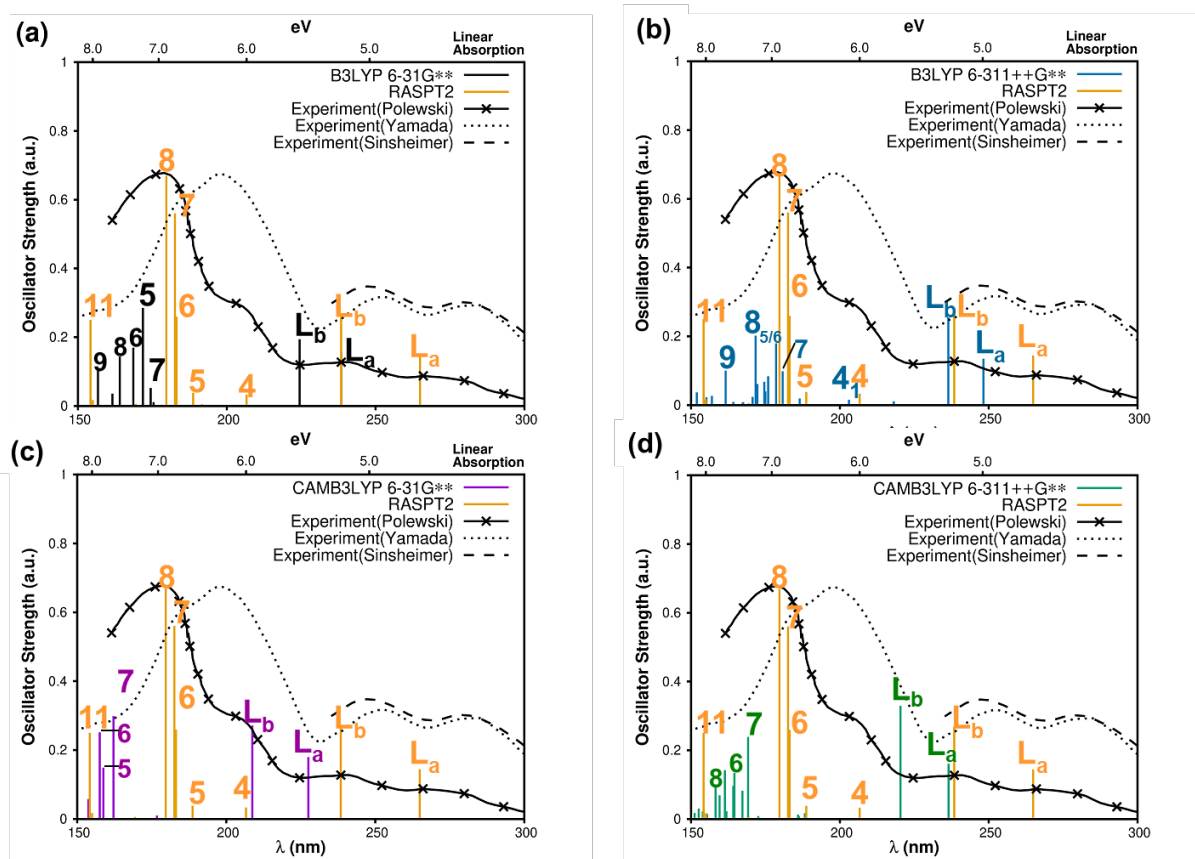 (a)
eV
8.0 7.0 6.0 5.0
Linear
Absorption
B3LYP 6-31G**
RASPT2
Experiment(Polewski)
Experiment(Yamada)
Experiment(Sinsheimer)
Oscillator Strength (a.u.)
1
0.8
0.6
0.4
0.2
0
8
7
11
5
6
Lb
Lb
8
6
La
La
9
7
5
4
150 200 250 300
(b)
eV
8.0 7.0 6.0 5.0
Linear
Absorption
B3LYP 6-311++G**
RASPT2
Experiment(Polewski)
Experiment(Yamada)
Experiment(Sinsheimer)
Oscillator Strength (a.u.)
1
0.8
0.6
0.4
0.2
0
8
7
6
11
Lb
Lb
8
5/6
7
La
La
9
5
4
4
150 200 250 300
(c)
eV
8.0 7.0 6.0 5.0
Linear
Absorption
CAMB3LYP 6-31G**
RASPT2
Experiment(Polewski)
Experiment(Yamada)
Experiment(Sinsheimer)
Oscillator Strength (a.u.)
1
0.8
0.6
0.4
0.2
0
8
7
7
6
11
6
Lb
Lb
La
La
5
5
4
150 200 250 300
λ (nm)
(d)
eV
8.0 7.0 6.0 5.0
Linear
Absorption
CAMB3LYP 6-311++G**
RASPT2
Experiment(Polewski)
Experiment(Yamada)
Experiment(Sinsheimer)
Oscillator Strength (a.u.)
1
0.8
0.6
0.4
0.2
0
8
7
Lb
11
7
6
Lb
La
La
8
6
5
4
150 200 250 300
λ (nm)